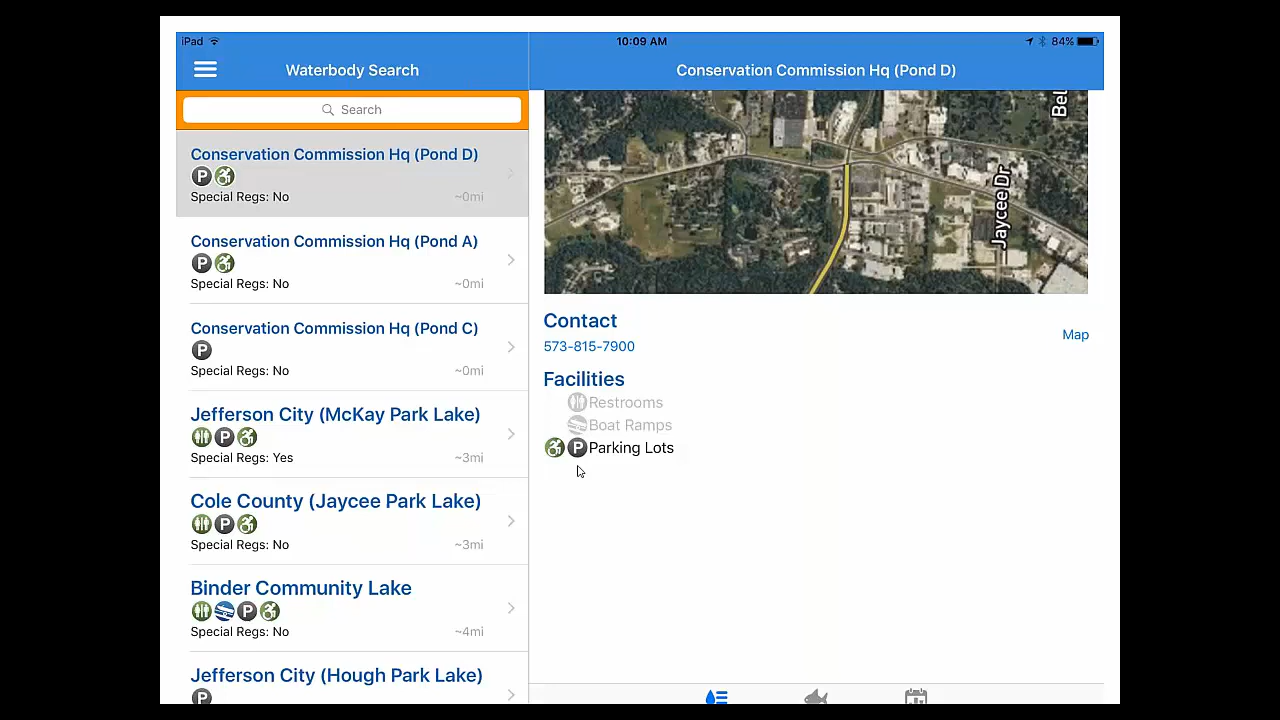 iPad
10:09 AM
84%
Waterbody Search
Conservation Commission Hq (Pond D)
Search
Conservation Commission Hq (Pond D)
P
Special Regs: No
~0mi
Conservation Commission Hq (Pond A)
P
Special Regs: No
~0mi
Conservation Commission Hq (Pond C)
P
Special Regs: No
~0mi
Jefferson City (McKay Park Lake)
P
Special Regs: Yes
~3mi
Cole County (Jaycee Park Lake)
P
Special Regs: No
~3mi
Binder Community Lake
P
Special Regs: No
~4mi
Jefferson City (Hough Park Lake)
P
Bel
Jaycee Dr
Contact
573-815-7900
Map
Facilities
Restrooms
Boat Ramps
P Parking Lots